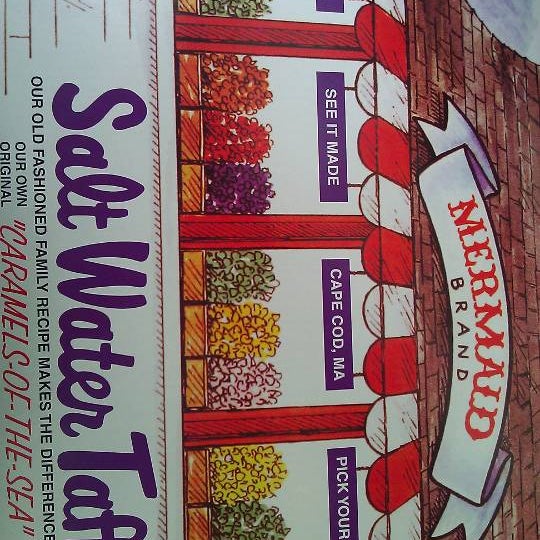 MERMAID
BRAND
SEE IT MADE
CAPE COD, MA
PICK YOUR
Salt Water Taf
OUR OLD FASHIONED FAMILY RECIPE MAKES THE DIFFERENCE
OUR OWN
ORIGINAL
"CARAMELS-OF-THE-SEA"